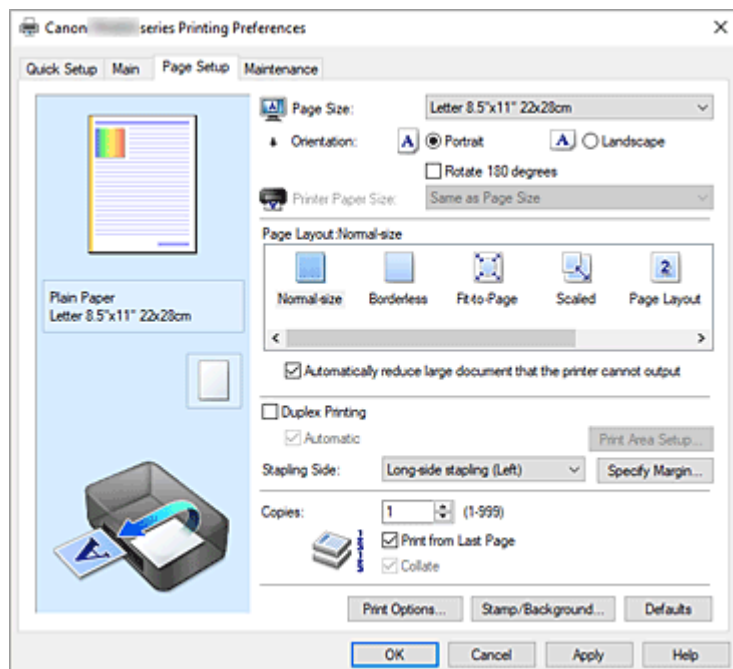 Canon series Printing Preferences
Quick Setup Main Page Setup Maintenance
Page Size: Letter 8.5"x11" 22x28cm
Orientation: A Portrait A Landscape
Rotate 180 degrees
Printer Paper Size: Same as Page Size
Page Layout:Normal-size
2
Normal-size Borderless Fit-to-Page Scaled Page Layout
Plain Paper
Letter 8.5"x11" 22x28cm
Automatically reduce large document that the printer cannot output
Duplex Printing
Automatic Print Area Setup...
Stapling Side: Long-side stapling (Left) Specify Margin...
Copies: 1 (1-999)
Print from Last Page
Collate
A
Print Options... Stamp/Background... Defaults
OK Cancel Apply Help